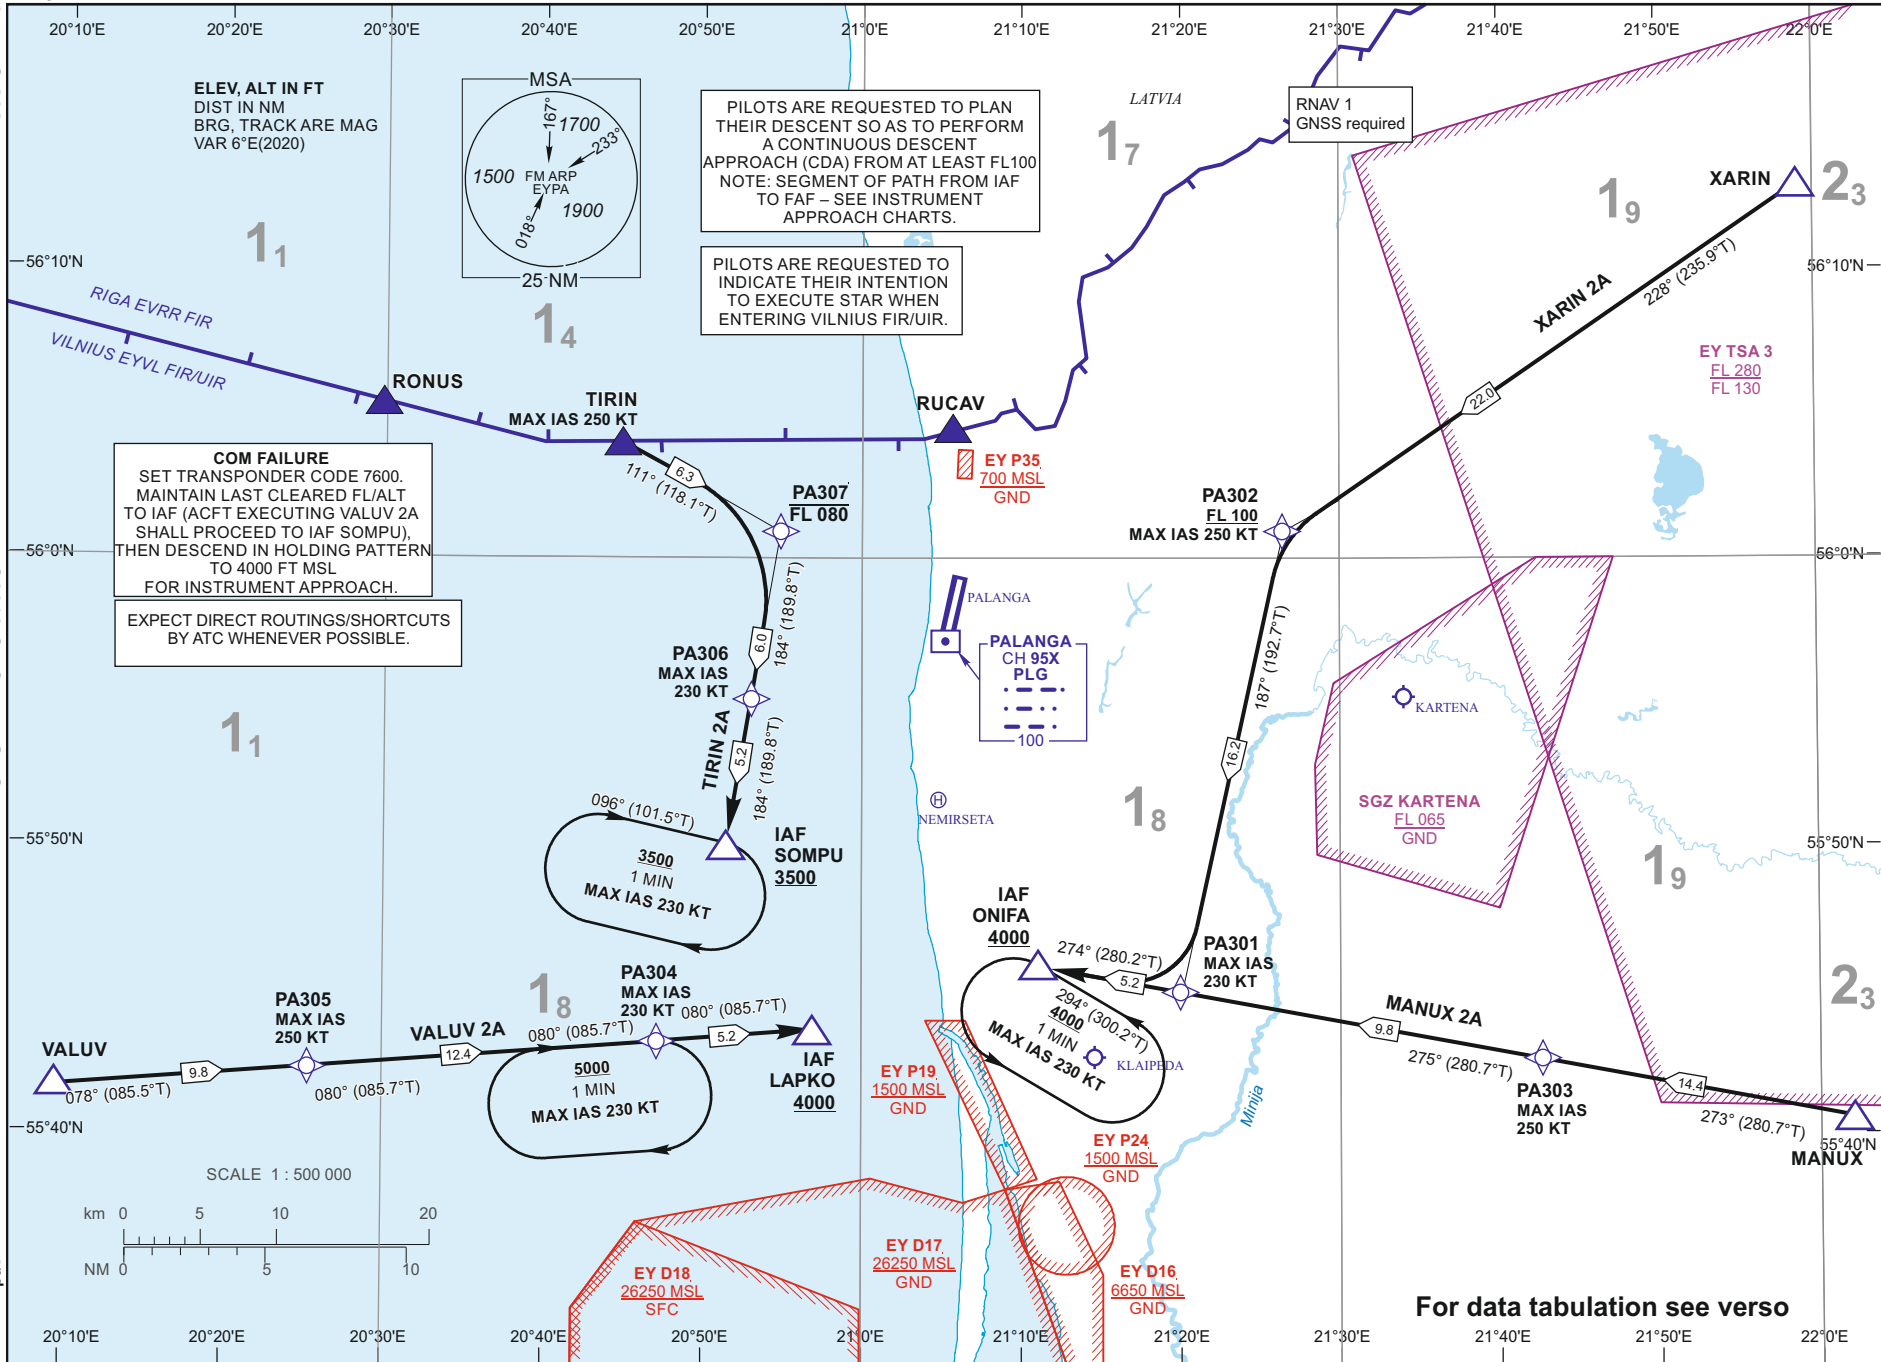 20°10'E 20°20'E 20°30'E 20°40'E 20°50'E 21°0'E 21°10'E 21°20'E 21°30'E 21°40'E 21°50'E 22°0'E
ELEV, ALT IN FT
DIST IN NM
BRG, TRACK ARE MAG
VAR 6°E(2020)
MSA
167°
1700
233°
1500
FM ARP
EYPA
1900
018°
25 NM
PILOTS ARE REQUESTED TO PLAN
THEIR DESCENT SO AS TO PERFORM
A CONTINUOUS DESCENT
APPROACH (CDA) FROM AT LEAST FL100
NOTE: SEGMENT OF PATH FROM IAF
TO FAF – SEE INSTRUMENT
APPROACH CHARTS.
PILOTS ARE REQUESTED TO
INDICATE THEIR INTENTION
TO EXECUTE STAR WHEN
ENTERING VILNIUS FIR/UIR.
LATVIA
17
RNAV 1
GNSS required
XARIN
23
19
11
56°10'N
56°10'N
14
RIGA EVRR FIR
VILNIUS EYVL FIR/UIR
XARIN 2A
228° (235.9°T)
22.0
EY TSA 3
FL 280
FL 130
RONUS
TIRIN
MAX IAS 250 KT
RUCAV
6.3
111° (118.1°T)
EY P35
700 MSL
GND
PA307
FL 080
PA302
FL 100
MAX IAS 250 KT
COM FAILURE
SET TRANSPONDER CODE 7600.
MAINTAIN LAST CLEARED FL/ALT
TO IAF (ACFT EXECUTING VALUV 2A
SHALL PROCEED TO IAF SOMPU),
THEN DESCEND IN HOLDING PATTERN
TO 4000 FT MSL
FOR INSTRUMENT APPROACH.
56°0'N
56°0'N
EXPECT DIRECT ROUTINGS/SHORTCUTS
BY ATC WHENEVER POSSIBLE.
6.0
184° (189.8°T)
PA306
MAX IAS
230 KT
TIRIN 2A
5.2
184° (189.8°T)
PALANGA
PALANGA
CH 95X
PLG
100
187° (192.7°T)
16.2
KARTENA
11
NEMIRSETA
H
18
SGZ KARTENA
FL 065
GND
55°50'N
55°50'N
19
096° (101.5°T)
3500
1 MIN
MAX IAS 230 KT
IAF
SOMPU
3500
IAF
ONIFA
4000
274° (280.2°T)
5.2
PA301
MAX IAS
230 KT
294° (300.2°T)
4000
1 MIN
MAX IAS 230 KT
KLAIPEDA
MANUX 2A
9.8
275° (280.7°T)
23
PA303
MAX IAS
250 KT
14.4
273° (280.7°T)
55°40'N
MANUX
18
PA305
MAX IAS
250 KT
PA304
MAX IAS
230 KT
VALUV
9.8
078° (085.5°T)
VALUV 2A
12.4
080° (085.7°T)
080° (085.7°T)
080° (085.7°T)
5.2
5000
1 MIN
MAX IAS 230 KT
IAF
LAPKO
4000
55°40'N
EY P19
1500 MSL
GND
EY P24
1500 MSL
GND
Minija
SCALE 1 : 500 000
km 0 5 10 20
NM 0 5 10
EY D18
26250 MSL
SFC
EY D17
26250 MSL
GND
EY D16
6650 MSL
GND
For data tabulation see verso
20°10'E 20°20'E 20°30'E 20°40'E 20°50'E 21°0'E 21°10'E 21°20'E 21°30'E 21°40'E 21°50'E 22°0'E